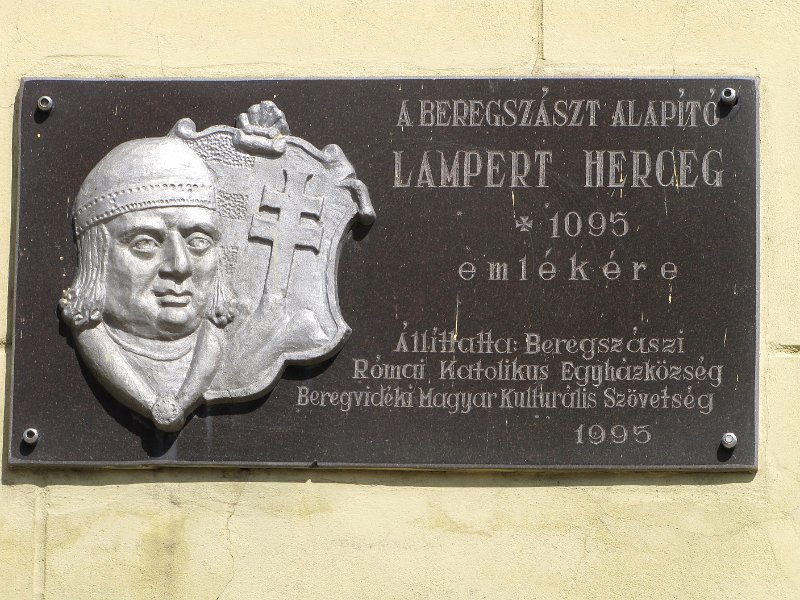 A BEREGSZÁSZT ALAPÍTÓ
LAMPERT HERCEG
✠ 1095
emlékére
Állíttatta: Beregszászi
Római Katolikus Egyházközség
Beregvidéki Magyar Kulturális Szövetség
1995